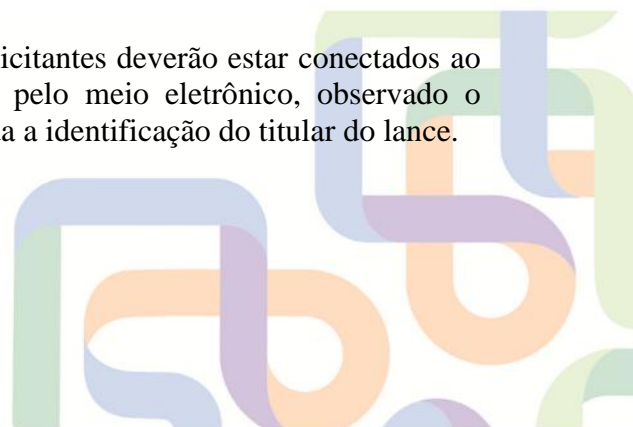 icitantes deverão estar conectados ao
pelo meio eletrônico, observado o
a a identificação do titular do lance.